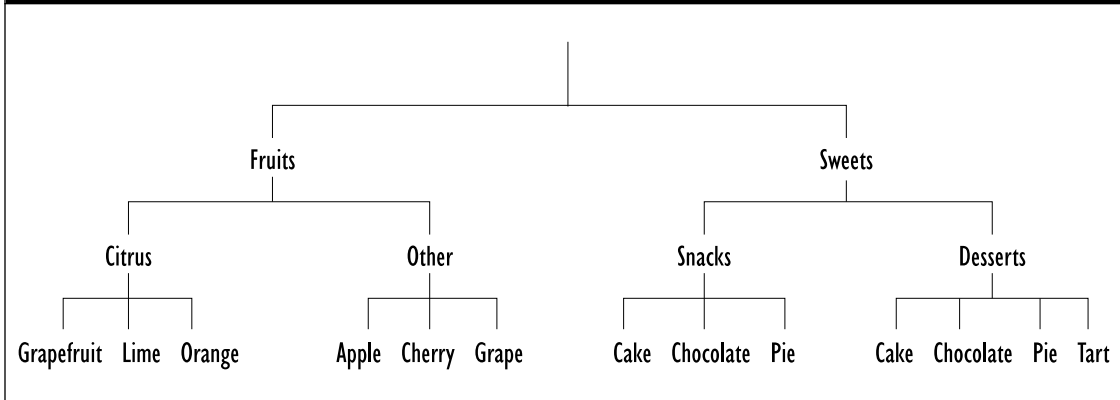 Fruits Sweets
Citrus Other Snacks Desserts
Grapefruit Lime Orange Apple Cherry Grape Cake Chocolate Pie Cake Chocolate Pie Tart